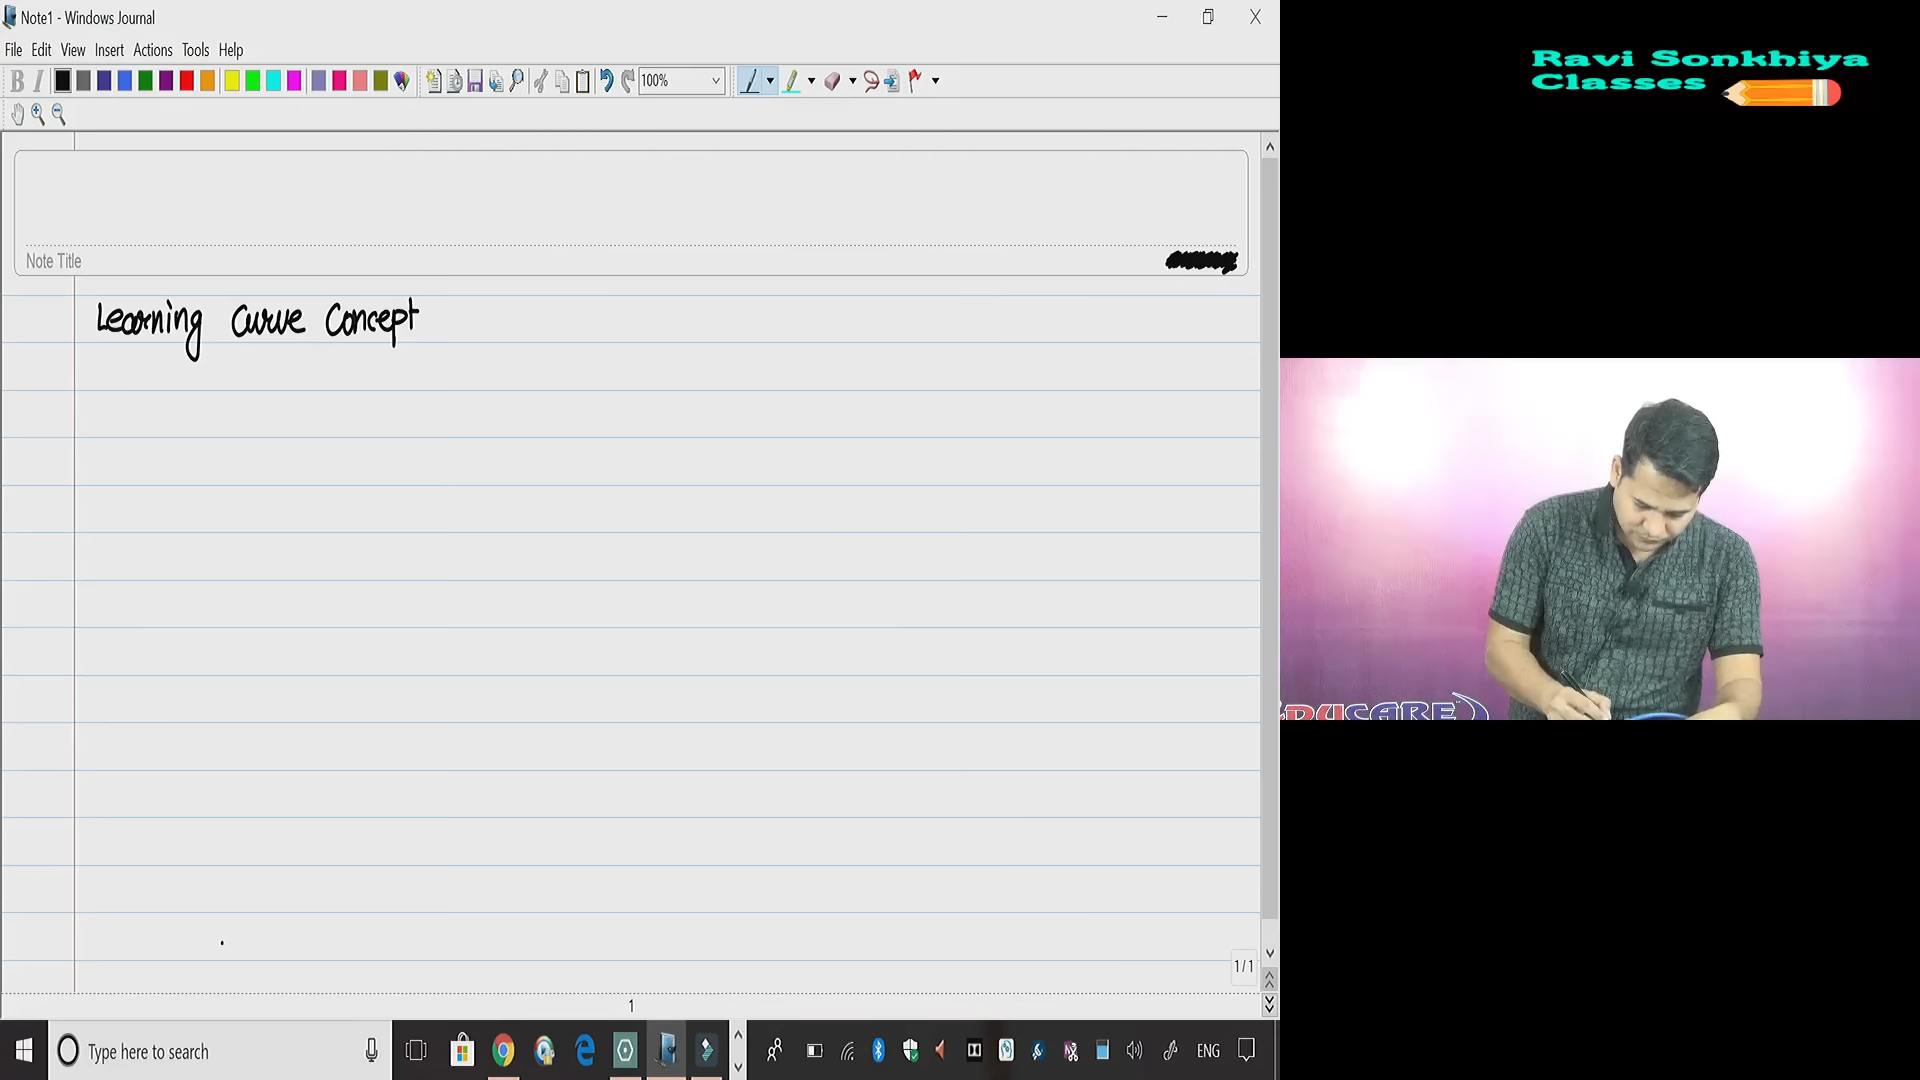 Note1 - Windows Journal
File Edit View Insert Actions Tools Help
B I 100%
Note Title
Learning Curve Concept
1/1
1
Type here to search
ENG
Ravi Sonkhiya
Classes
DUCARE